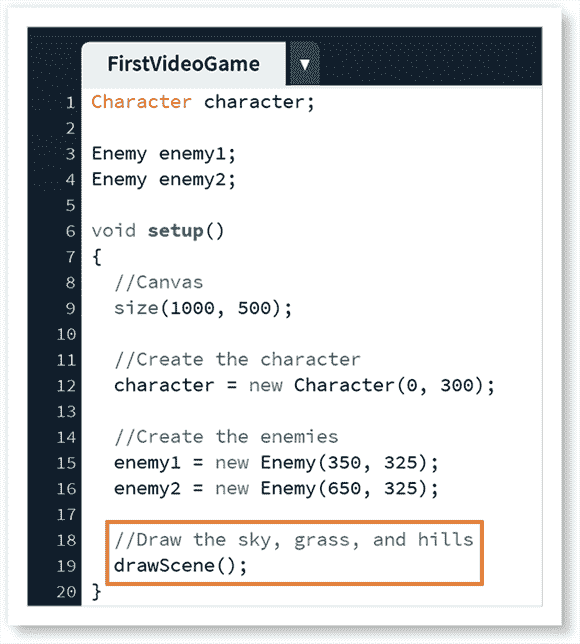 FirstVideoGame ▼
1 Character character;
2
3 Enemy enemy1;
4 Enemy enemy2;
5
6 void setup()
7 {
8 //Canvas
9 size(1000, 500);
10
11 //Create the character
12 character = new Character(0, 300);
13
14 //Create the enemies
15 enemy1 = new Enemy(350, 325);
16 enemy2 = new Enemy(650, 325);
17
18 //Draw the sky, grass, and hills
19 drawScene();
20 }